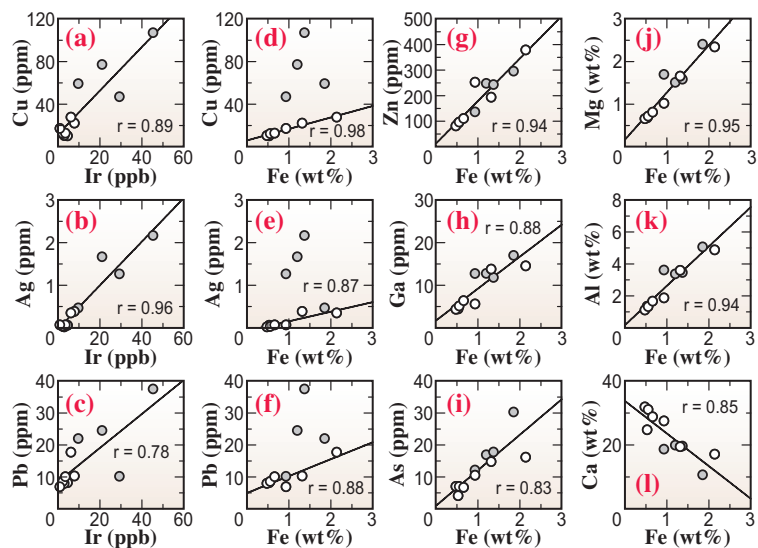 (a)
Cu (ppm)
120
80
40
0 20 40 60
r = 0.89
Ir (ppb)
(d)
Cu (ppm)
120
80
40
0 1 2 3
r = 0.98
Fe (wt%)
(g)
Zn (ppm)
500
400
300
200
100
0 1 2 3
r = 0.94
Fe (wt%)
(j)
Mg (wt%)
3
2
1
0 1 2 3
r = 0.95
Fe (wt%)
(b)
Ag (ppm)
3
2
1
0
0 20 40 60
r = 0.96
Ir (ppb)
(e)
Ag (ppm)
3
2
1
0
0 1 2 3
r = 0.87
Fe (wt%)
(h)
Ga (ppm)
30
20
10
0 1 2 3
r = 0.88
Fe (wt%)
(k)
Al (wt%)
8
6
4
2
0 1 2 3
r = 0.94
Fe (wt%)
(c)
Pb (ppm)
40
30
20
10
0
0 20 40 60
r = 0.78
Ir (ppb)
(f)
Pb (ppm)
40
30
20
10
0
0 1 2 3
r = 0.88
Fe (wt%)
(i)
As (ppm)
40
30
20
10
0
0 1 2 3
r = 0.83
Fe (wt%)
(l)
Ca (wt%)
40
30
20
10
0
0 1 2 3
r = 0.85
Fe (wt%)